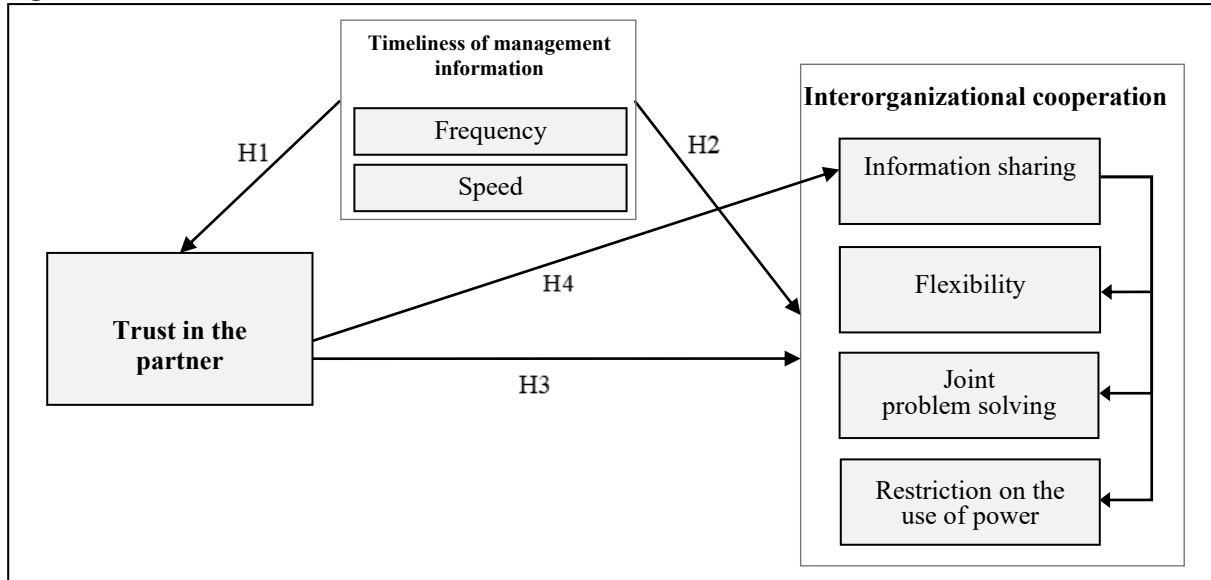 Timeliness of management
information
Frequency
Speed
H1
H2
Interorganizational cooperation
Information sharing
Flexibility
Joint
problem solving
Restriction on the
use of power
Trust in the
partner
H4
H3